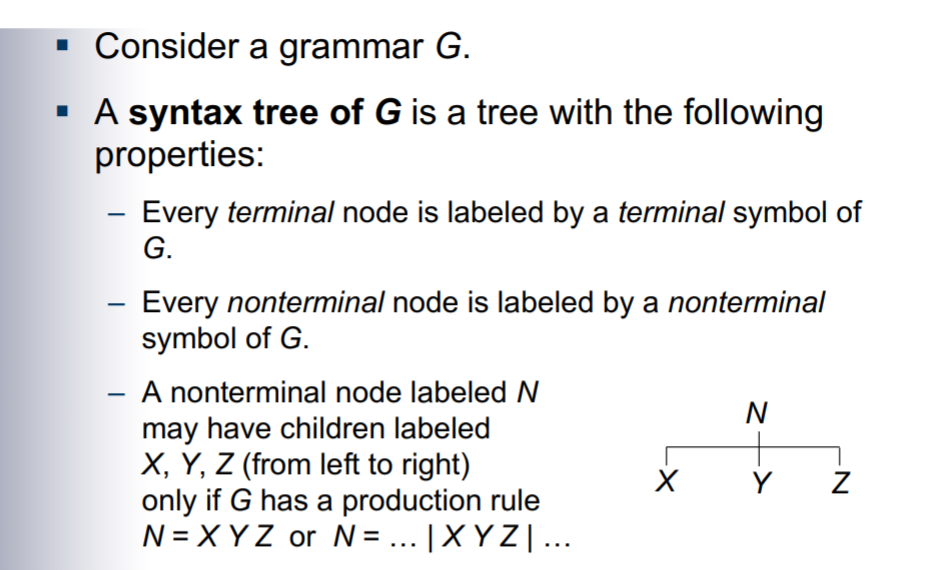 ▪ Consider a grammar G.
▪ A syntax tree of G is a tree with the following
properties:
– Every terminal node is labeled by a terminal symbol of
G.
– Every nonterminal node is labeled by a nonterminal
symbol of G.
– A nonterminal node labeled N
may have children labeled
X, Y, Z (from left to right)
only if G has a production rule
N = X Y Z or N = ... | X Y Z | ...
N
X Y Z